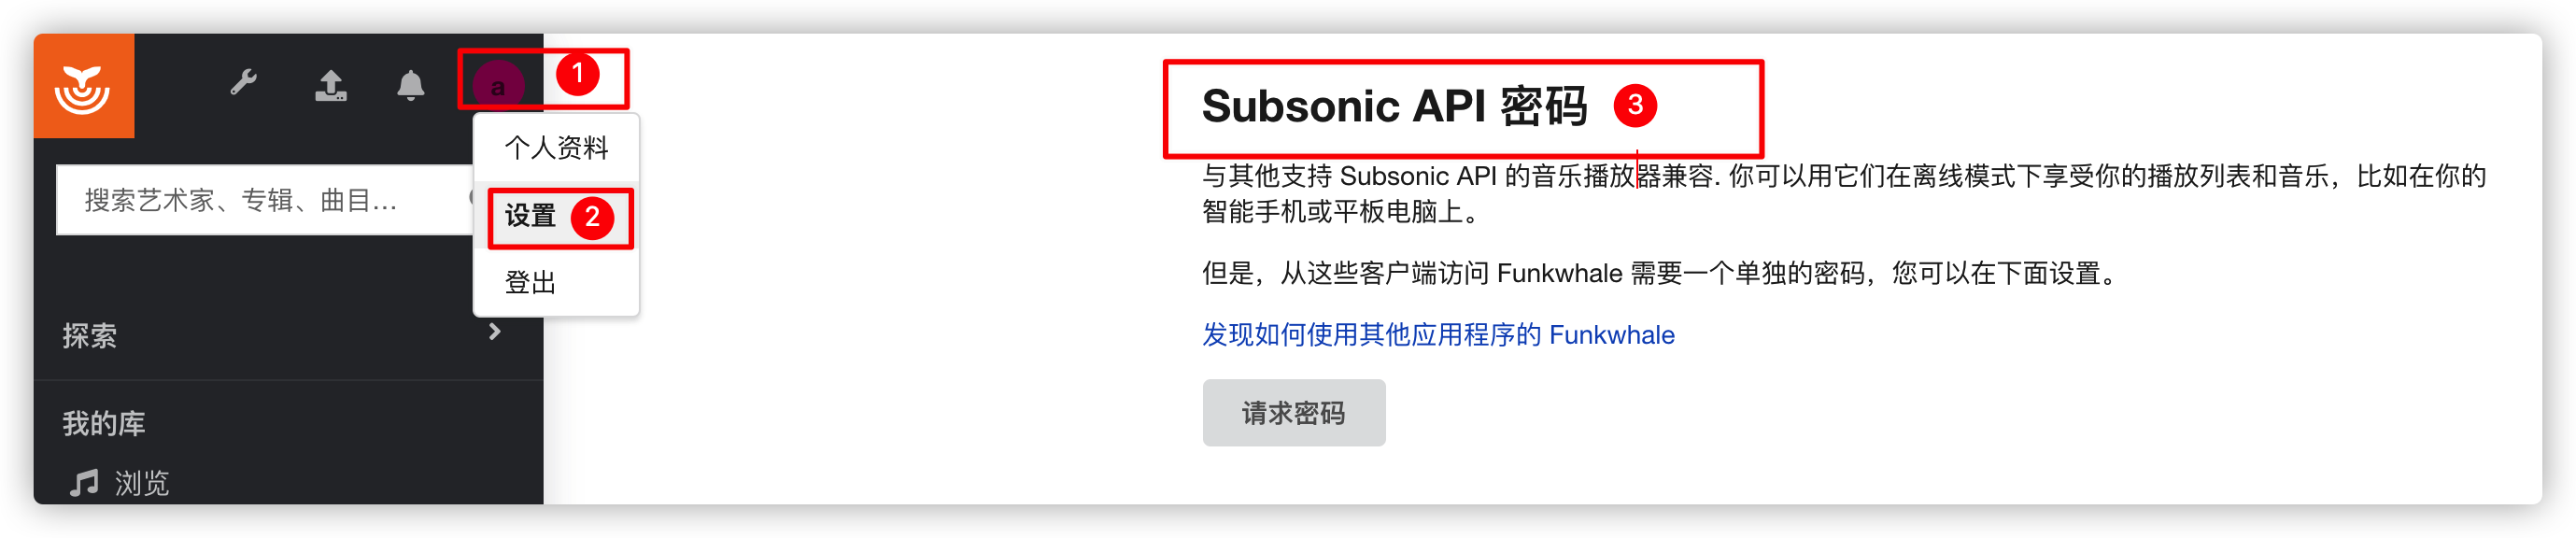 a
1
个人资料
搜索艺术家、专辑、曲目...
设置
2
登出
探索
我的库
浏览
Subsonic API 密码
3
与其他支持 Subsonic API 的音乐播放器兼容. 你可以用它们在离线模式下享受你的播放列表和音乐，比如在你的
智能手机或平板电脑上。
但是，从这些客户端访问 Funkwhale 需要一个单独的密码，您可以在下面设置。
发现如何使用其他应用程序的 Funkwhale
请求密码